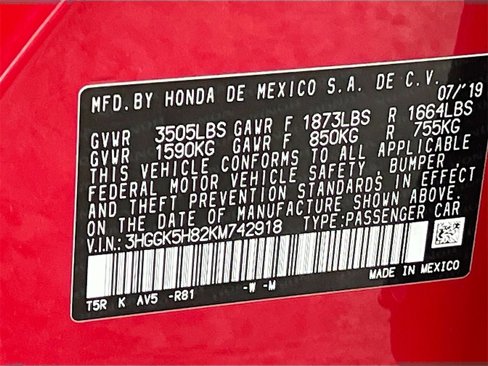 MFD. BY HONDA DE MEXICO S.A. DE C.V.
07/'19
GVWR 3505LBS GAWR F 1873LBS R 1664LBS
GVWR 1590KG GAWR F 850KG R 755KG
THIS VEHICLE CONFORMS TO ALL APPLICABLE
FEDERAL MOTOR VEHICLE SAFETY, BUMPER,
AND THEFT PREVENTION STANDARDS IN EFFECT
ON THE DATE OF MANUFACTURE SHOWN ABOVE.
V.I.N.: 3HGGK5H82KM742918 TYPE:PASSENGER CAR
T5R K AV5 -R81 -W -M MADE IN MEXICO